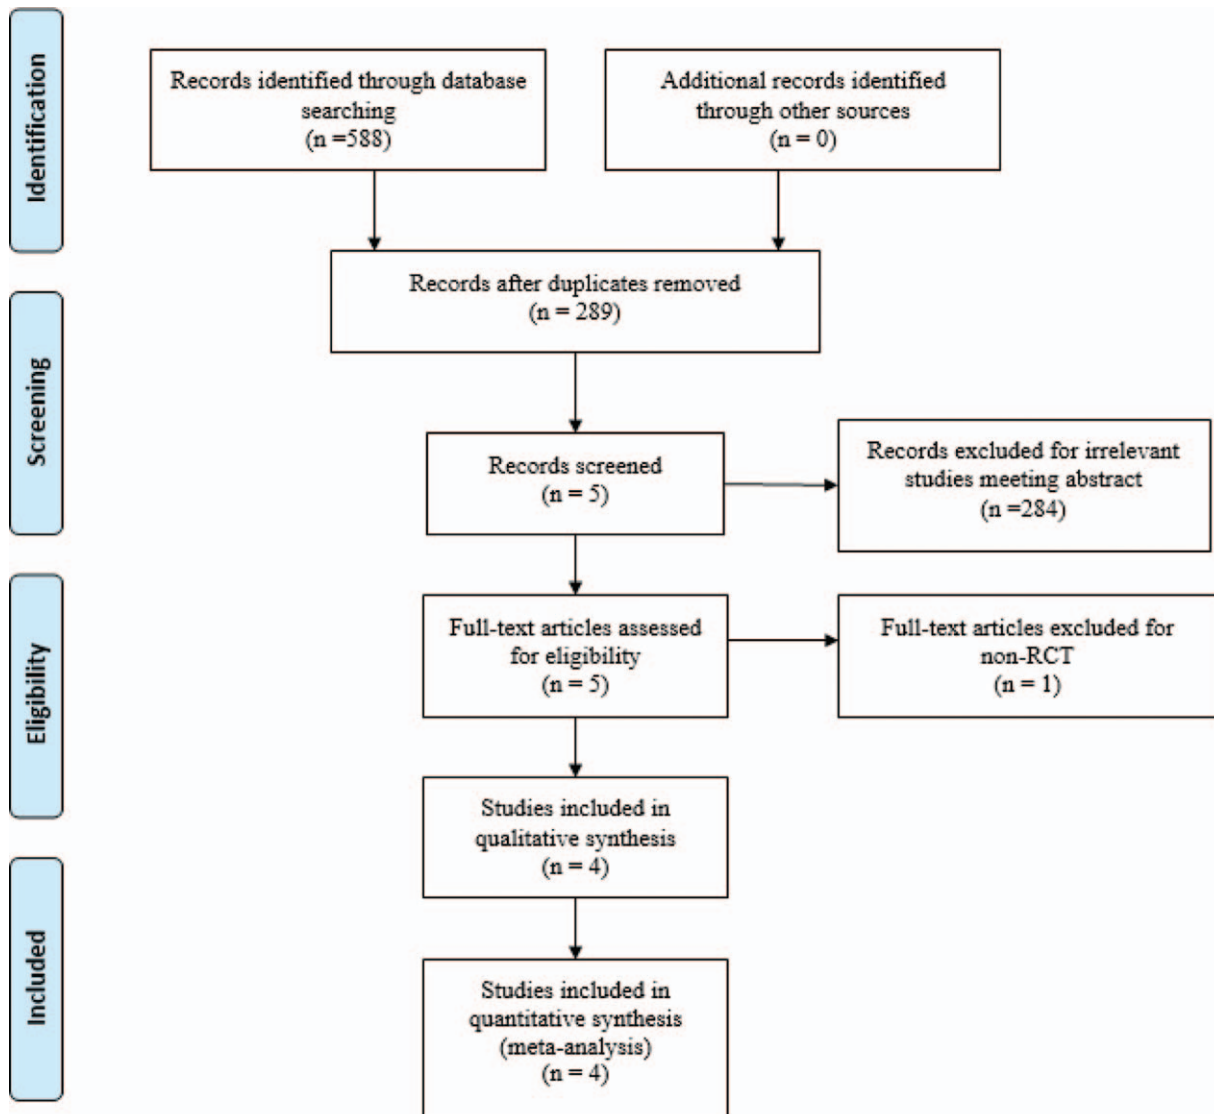 Identification
Records identified through database
searching
(n =588)
Additional records identified
through other sources
(n = 0)
Records after duplicates removed
(n = 289)
Screening
Records screened
(n = 5)
Records excluded for irrelevant
studies meeting abstract
(n =284)
Eligibility
Full-text articles assessed
for eligibility
(n = 5)
Full-text articles excluded for
non-RCT
(n = 1)
Studies included in
qualitative synthesis
(n = 4)
Included
Studies included in
quantitative synthesis
(meta-analysis)
(n = 4)